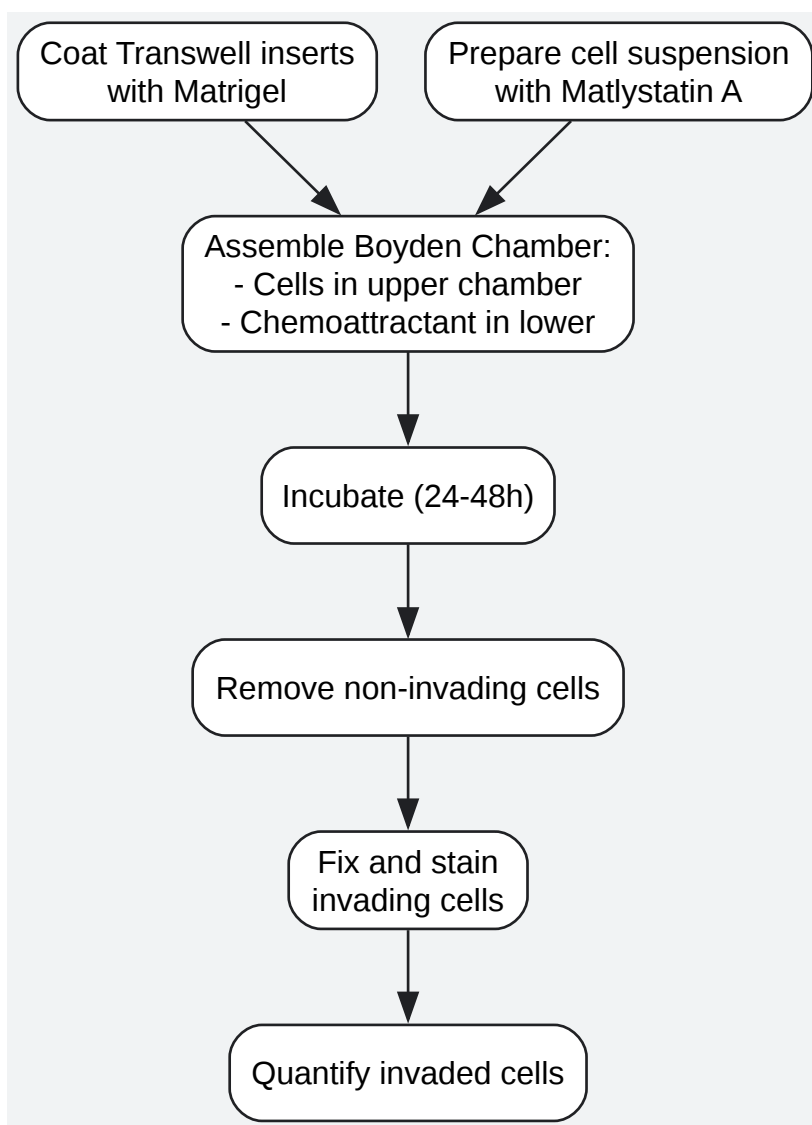 Coat Transwell inserts
with Matrigel
Prepare cell suspension
with Matlystatin A
Assemble Boyden Chamber:
- Cells in upper chamber
- Chemoattractant in lower
Incubate (24-48h)
Remove non-invading cells
Fix and stain
invading cells
Quantify invaded cells